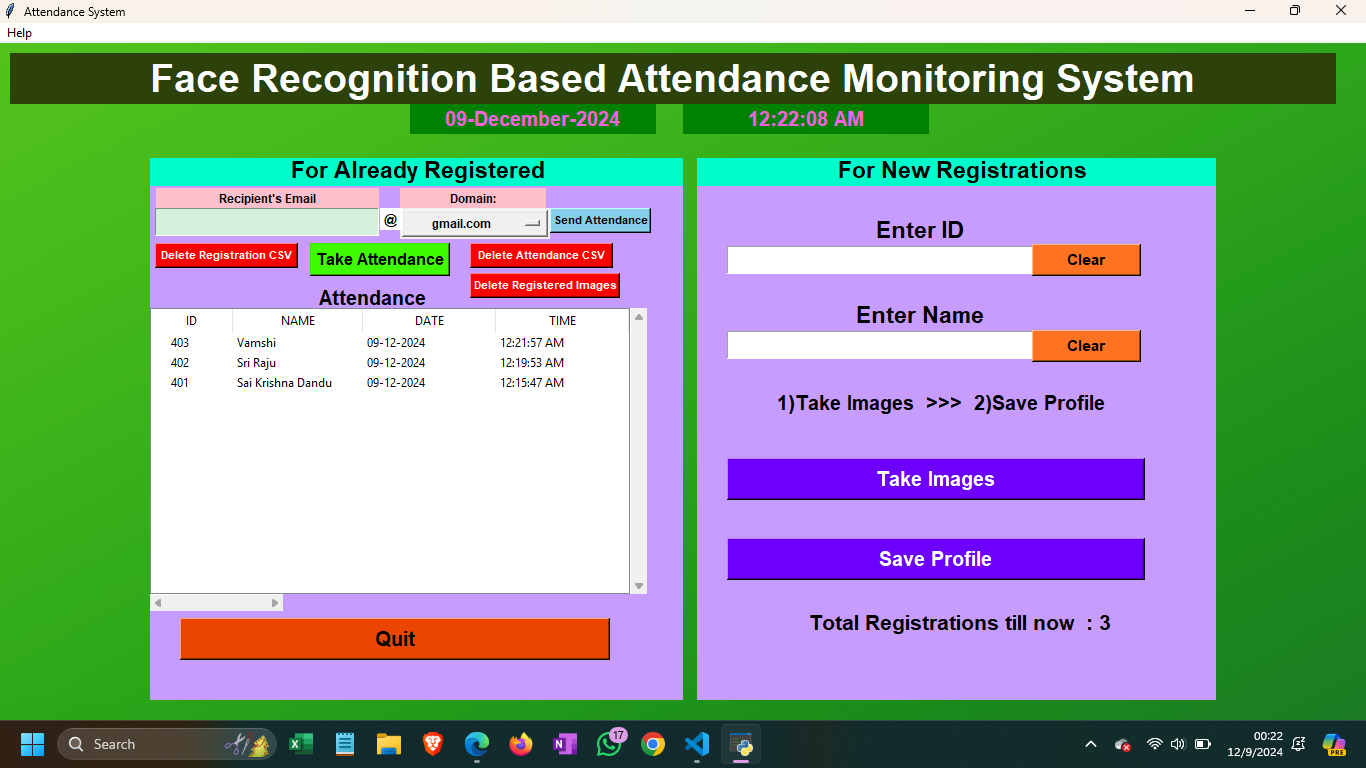 Attendance System
Help
Face Recognition Based Attendance Monitoring System
09-December-2024 12:22:08 AM
For Already Registered
Recipient's Email Domain:
@ gmail.com Send Attendance
Delete Registration CSV Take Attendance Delete Attendance CSV
Delete Registered Images
Attendance
ID NAME DATE TIME
403 Vamshi 09-12-2024 12:21:57 AM
402 Sri Raju 09-12-2024 12:19:53 AM
401 Sai Krishna Dandu 09-12-2024 12:15:47 AM
Quit
For New Registrations
Enter ID
Clear
Enter Name
Clear
1)Take Images >>> 2)Save Profile
Take Images
Save Profile
Total Registrations till now : 3
Search
17
00:22
12/9/2024
PRE